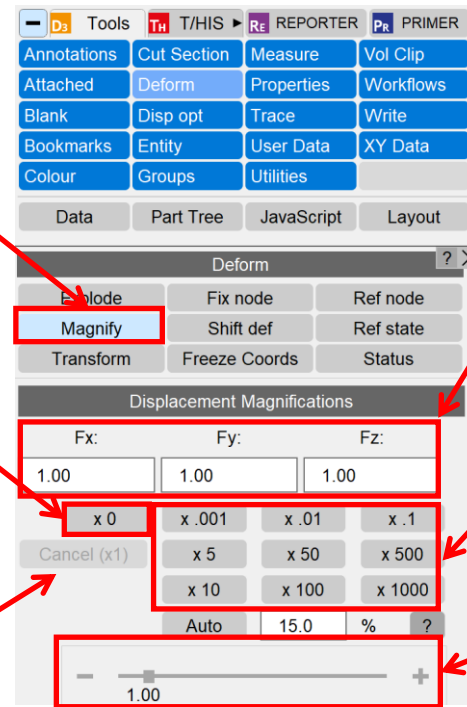 − D3 Tools TH T/HIS ▶ RE REPORTER PR PRIMER
Annotations Cut Section Measure Vol Clip
Attached Deform Properties Workflows
Blank Disp opt Trace Write
Bookmarks Entity User Data XY Data
Colour Groups Utilities
Data Part Tree JavaScript Layout
Deform ? X
Explode Fix node Ref node
Magnify Shift def Ref state
Transform Freeze Coords Status
Displacement Magnifications
Fx: Fy: Fz:
1.00 1.00 1.00
x 0 x .001 x .01 x .1
Cancel (x1) x 5 x 50 x 500
x 10 x 100 x 1000
Auto 15.0 % ?
− +
1.00